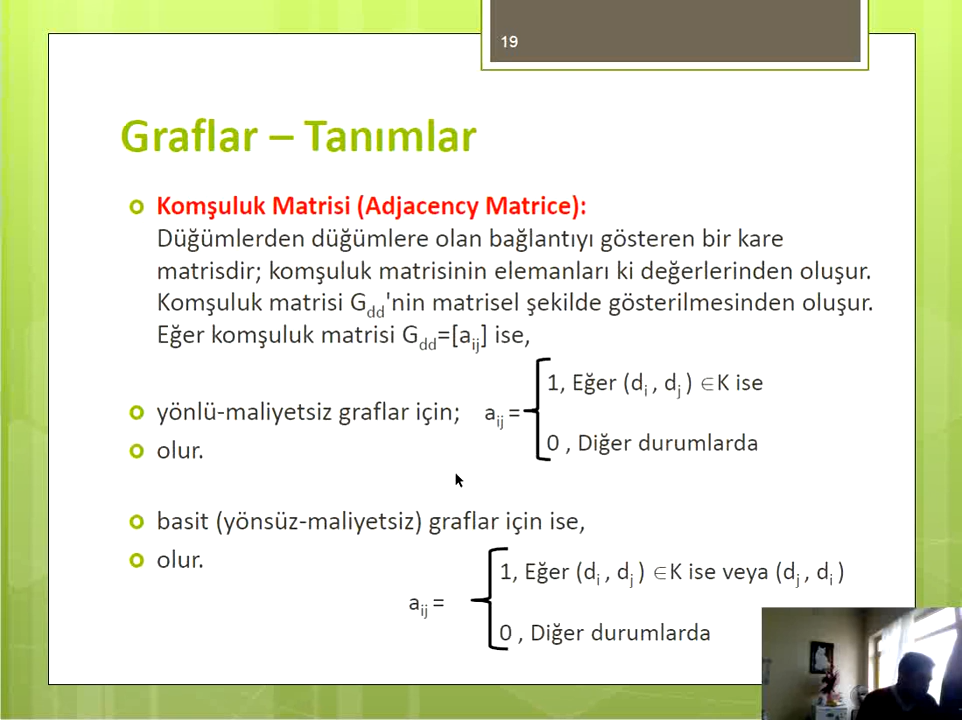 19
Graflar – Tanımlar
Komşuluk Matrisi (Adjacency Matrice):
Düğümlerden düğümlere olan bağlantıyı gösteren bir kare
matrisdir; komşuluk matrisinin elemanları ki değerlerinden oluşur.
Komşuluk matrisi Gdd'nin matrisel şekilde gösterilmesinden oluşur.
Eğer komşuluk matrisi Gdd=[aij] ise,
1, Eğer (di , dj ) ∈K ise
yönlü-maliyetsiz graflar için; aij =
0 , Diğer durumlarda
olur.
basit (yönsüz-maliyetsiz) graflar için ise,
olur.
1, Eğer (di , dj ) ∈K ise veya (dj , di )
aij =
0 , Diğer durumlarda